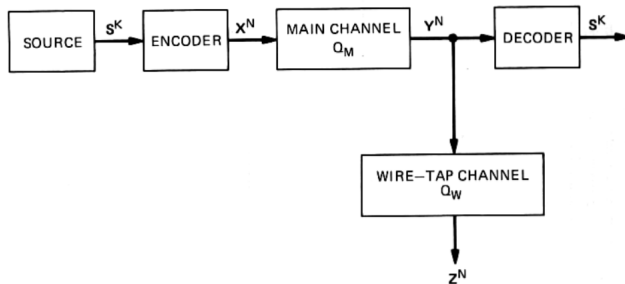 SOURCE
S^K
ENCODER
X^N
MAIN CHANNEL
Q_M
Y^N
DECODER
S^K
WIRE–TAP CHANNEL
Q_W
Z^N